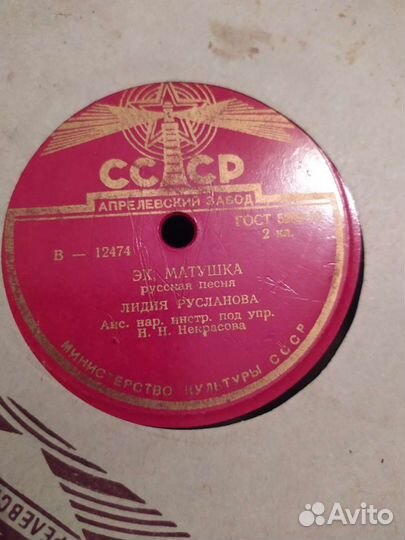 СССР
АПРЕЛЕВСКИЙ ЗАВОД
ГОСТ
2 кл.
В — 12474
ЭХ, МАТУШКА
русская песня
ЛИДИЯ РУСЛАНОВА
Анс. нар. инстр. под упр.
Н. Н. Некрасова
МИНИСТЕРСТВО КУЛЬТУРЫ СССР
Avito